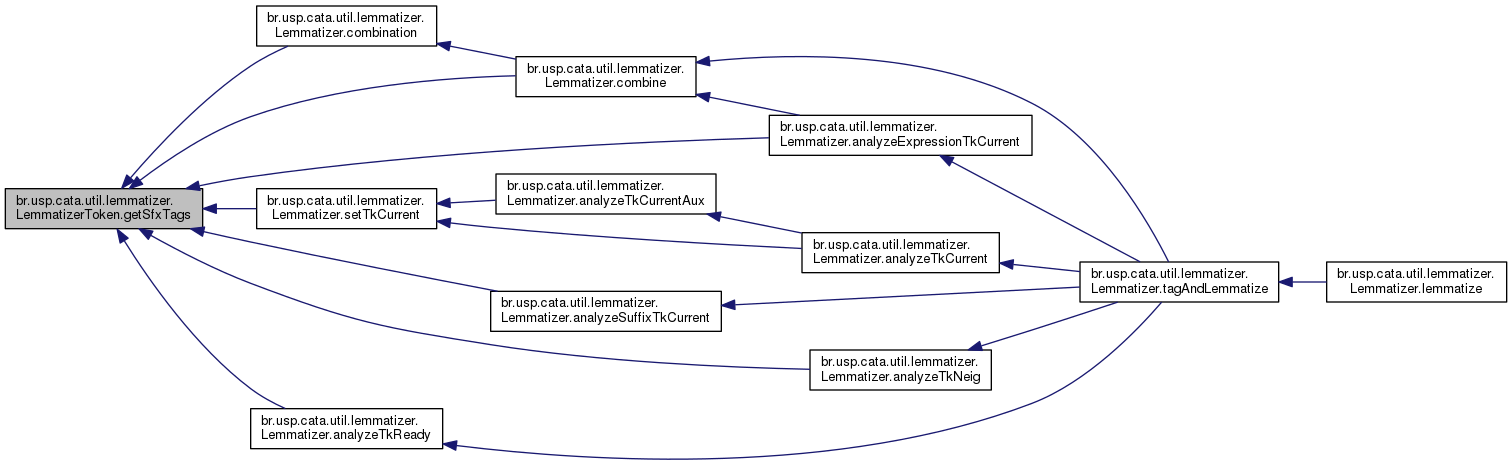 br.usp.cata.util.lemmatizer.
Lemmatizer.combination
br.usp.cata.util.lemmatizer.
Lemmatizer.combine
br.usp.cata.util.lemmatizer.
Lemmatizer.analyzeExpressionTkCurrent
br.usp.cata.util.lemmatizer.
LemmatizerToken.getSfxTags
br.usp.cata.util.lemmatizer.
Lemmatizer.setTkCurrent
br.usp.cata.util.lemmatizer.
Lemmatizer.analyzeTkCurrentAux
br.usp.cata.util.lemmatizer.
Lemmatizer.analyzeTkCurrent
br.usp.cata.util.lemmatizer.
Lemmatizer.tagAndLemmatize
br.usp.cata.util.lemmatizer.
Lemmatizer.lemmatize
br.usp.cata.util.lemmatizer.
Lemmatizer.analyzeSuffixTkCurrent
br.usp.cata.util.lemmatizer.
Lemmatizer.analyzeTkNeig
br.usp.cata.util.lemmatizer.
Lemmatizer.analyzeTkReady